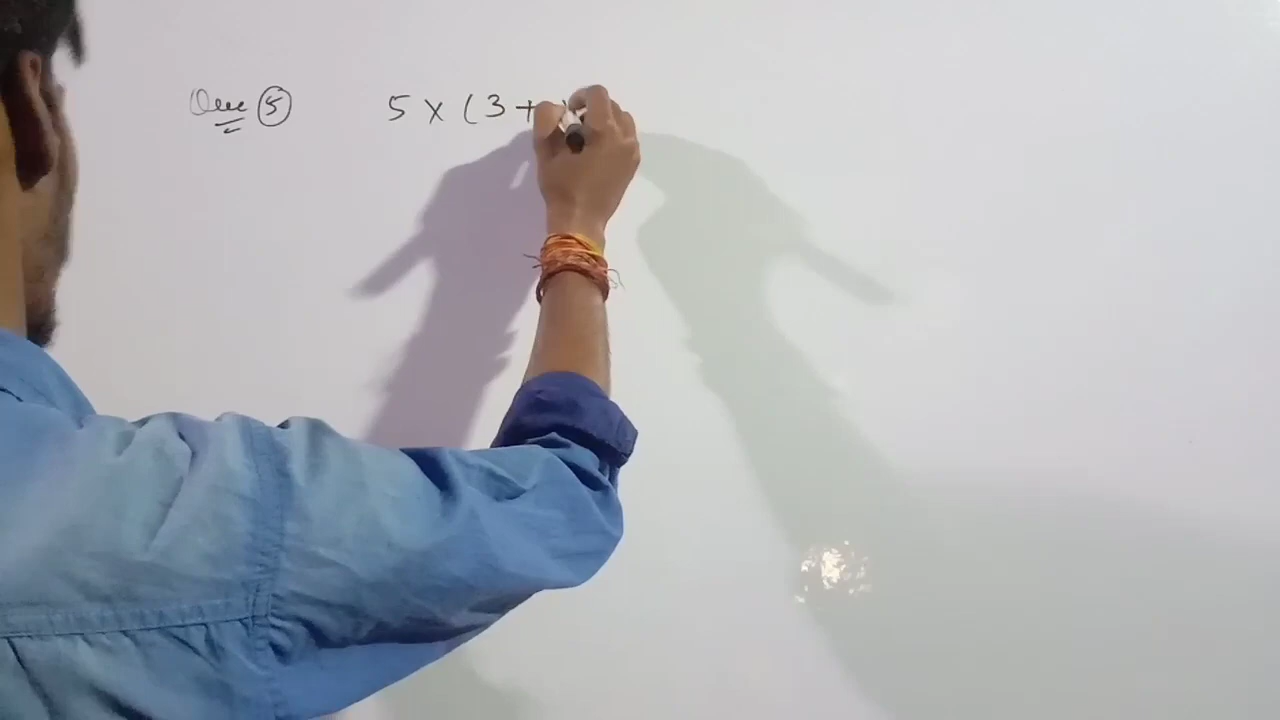 Que ⑤ 5 × (3 +